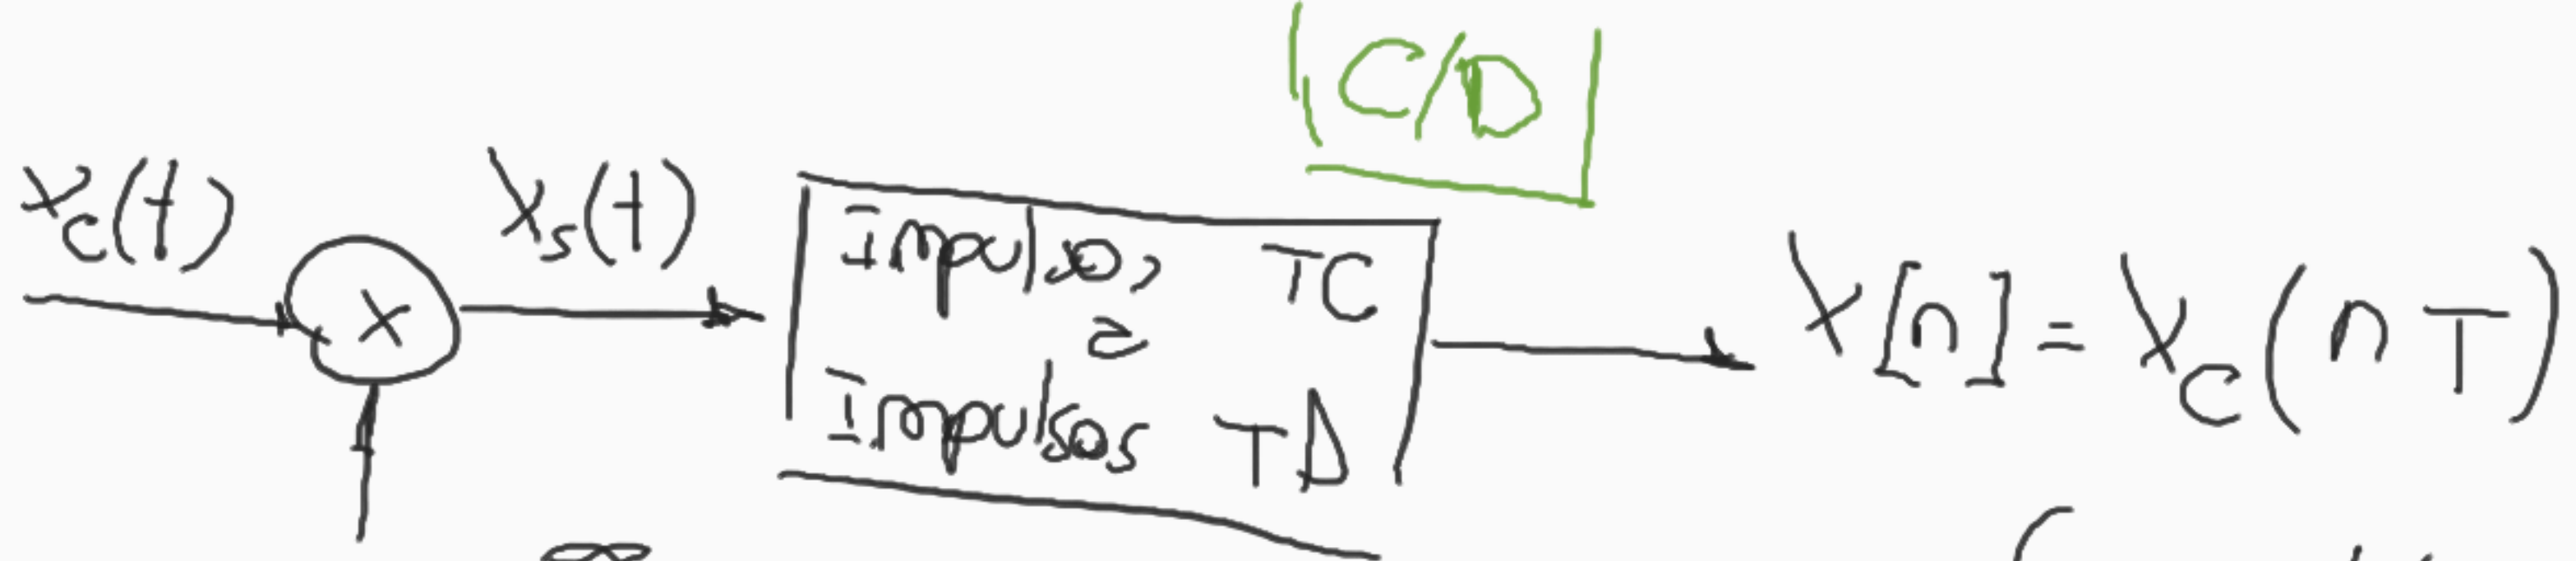 C/D
x_c(t)
x_s(t)
x
Impulsos TC
a
Impulsos TD
x[n] = x_c(nT)
∞